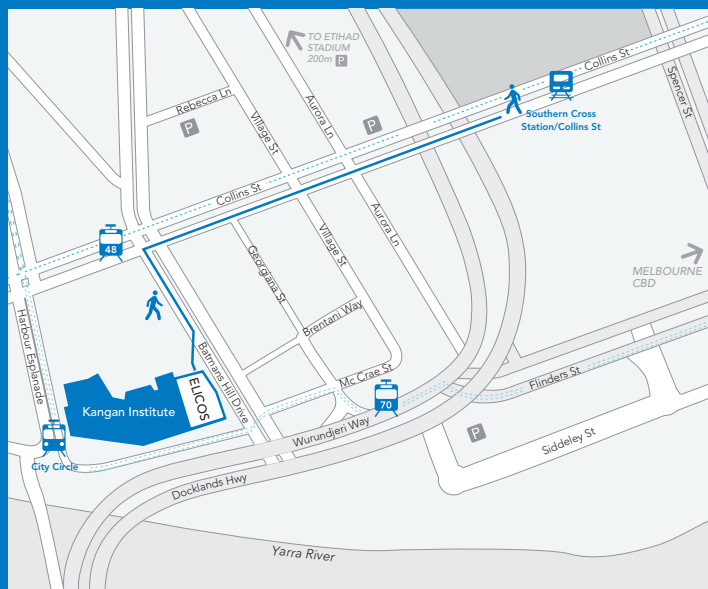 TO ETIHAD
STADIUM
200m P
Collins St
Spencer St
Rebecca Ln
P
Village St
Aurora Ln
P
Southern Cross
Station/Collins St
Collins St
48
Village St
Aurora Ln
Georgiana St
MELBOURNE
CBD
Harbour Esplanade
Brentani Way
Batmans Hill Drive
Mc Crae St
Flinders St
Kangan Institute
ELICOS
70
Wurundjeri Way
P
Siddeley St
City Circle
Docklands Hwy
Yarra River